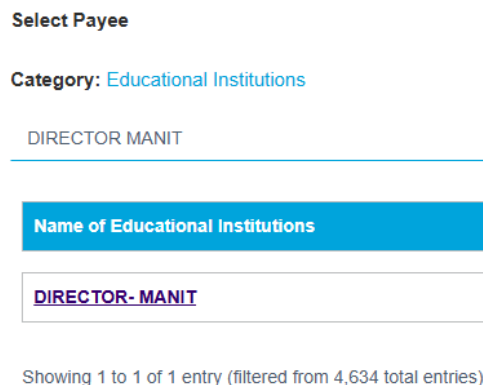 Select Payee
Category: Educational Institutions
DIRECTOR MANIT
Name of Educational Institutions
DIRECTOR- MANIT
Showing 1 to 1 of 1 entry (filtered from 4,634 total entries)